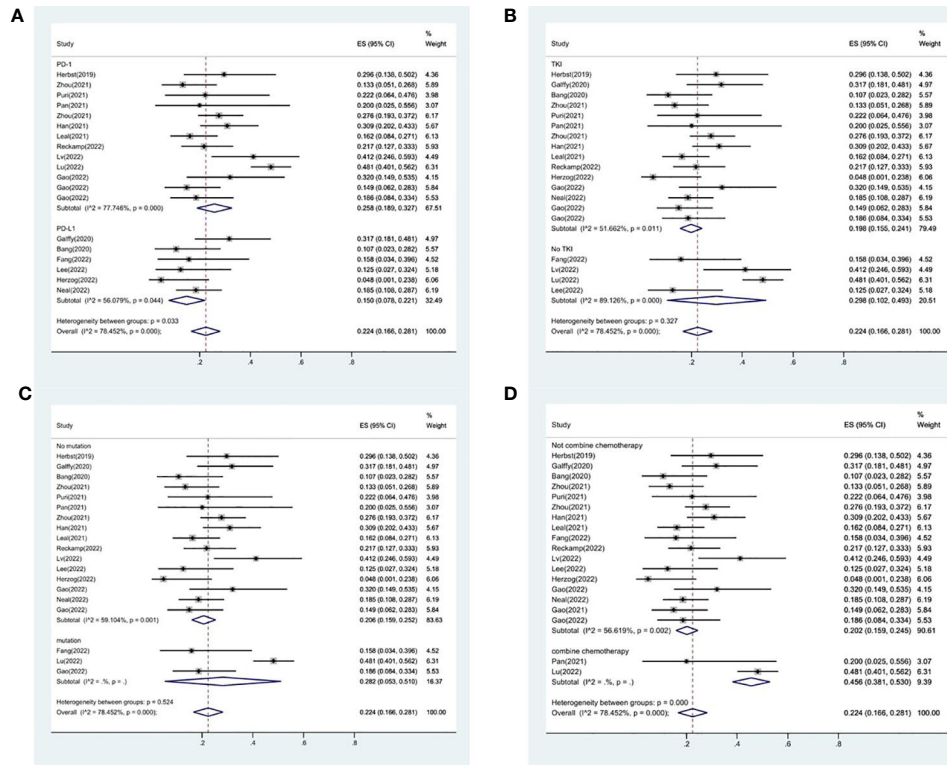 A
%
Study ES (95% CI) Weight
PD-1
Herbst(2019) 0.296 (0.138, 0.502) 4.36
Zhou(2021) 0.133 (0.051, 0.268) 5.89
Puri(2021) 0.222 (0.064, 0.476) 3.98
Pan(2021) 0.200 (0.025, 0.556) 3.07
Zhou(2021) 0.276 (0.193, 0.372) 6.17
Han(2021) 0.309 (0.202, 0.433) 5.67
Leal(2021) 0.162 (0.084, 0.271) 6.13
Reckamp(2022) 0.217 (0.127, 0.333) 5.93
Lv(2022) 0.412 (0.246, 0.593) 4.49
Lu(2022) 0.481 (0.401, 0.562) 6.31
Gao(2022) 0.320 (0.149, 0.535) 4.15
Gao(2022) 0.149 (0.062, 0.283) 5.84
Gao(2022) 0.186 (0.084, 0.334) 5.53
Subtotal (I^2 = 77.746%, p = 0.000) 0.258 (0.189, 0.327) 67.51
PD-L1
Galffy(2020) 0.317 (0.181, 0.481) 4.97
Bang(2020) 0.107 (0.023, 0.282) 5.57
Fang(2022) 0.158 (0.034, 0.396) 4.52
Lee(2022) 0.125 (0.027, 0.324) 5.18
Herzog(2022) 0.048 (0.001, 0.238) 6.06
Neal(2022) 0.185 (0.108, 0.287) 6.19
Subtotal (I^2 = 56.079%, p = 0.044) 0.150 (0.078, 0.221) 32.49
Heterogeneity between groups: p = 0.033
Overall (I^2 = 78.452%, p = 0.000); 0.224 (0.166, 0.281) 100.00
.2 .4 .6 .8
B
%
Study ES (95% CI) Weight
TKI
Herbst(2019) 0.296 (0.138, 0.502) 4.36
Galffy(2020) 0.317 (0.181, 0.481) 4.97
Bang(2020) 0.107 (0.023, 0.282) 5.57
Zhou(2021) 0.133 (0.051, 0.268) 5.89
Puri(2021) 0.222 (0.064, 0.476) 3.98
Pan(2021) 0.200 (0.025, 0.556) 3.07
Zhou(2021) 0.276 (0.193, 0.372) 6.17
Han(2021) 0.309 (0.202, 0.433) 5.67
Leal(2021) 0.162 (0.084, 0.271) 6.13
Reckamp(2022) 0.217 (0.127, 0.333) 5.93
Herzog(2022) 0.048 (0.001, 0.238) 6.06
Gao(2022) 0.320 (0.149, 0.535) 4.15
Neal(2022) 0.185 (0.108, 0.287) 6.19
Gao(2022) 0.149 (0.062, 0.283) 5.84
Gao(2022) 0.186 (0.084, 0.334) 5.53
Subtotal (I^2 = 51.662%, p = 0.011) 0.198 (0.155, 0.241) 79.49
No TKI
Fang(2022) 0.158 (0.034, 0.396) 4.52
Lv(2022) 0.412 (0.246, 0.593) 4.49
Lu(2022) 0.481 (0.401, 0.562) 6.31
Lee(2022) 0.125 (0.027, 0.324) 5.18
Subtotal (I^2 = 89.126%, p = 0.000) 0.298 (0.102, 0.493) 20.51
Heterogeneity between groups: p = 0.327
Overall (I^2 = 78.452%, p = 0.000); 0.224 (0.166, 0.281) 100.00
.2 .4 .6 .8
C
%
Study ES (95% CI) Weight
No mutation
Herbst(2019) 0.296 (0.138, 0.502) 4.36
Galffy(2020) 0.317 (0.181, 0.481) 4.97
Bang(2020) 0.107 (0.023, 0.282) 5.57
Zhou(2021) 0.133 (0.051, 0.268) 5.89
Puri(2021) 0.222 (0.064, 0.476) 3.98
Pan(2021) 0.200 (0.025, 0.556) 3.07
Zhou(2021) 0.276 (0.193, 0.372) 6.17
Han(2021) 0.309 (0.202, 0.433) 5.67
Leal(2021) 0.162 (0.084, 0.271) 6.13
Reckamp(2022) 0.217 (0.127, 0.333) 5.93
Lv(2022) 0.412 (0.246, 0.593) 4.49
Lee(2022) 0.125 (0.027, 0.324) 5.18
Herzog(2022) 0.048 (0.001, 0.238) 6.06
Gao(2022) 0.320 (0.149, 0.535) 4.15
Neal(2022) 0.185 (0.108, 0.287) 6.19
Gao(2022) 0.149 (0.062, 0.283) 5.84
Subtotal (I^2 = 59.104%, p = 0.001) 0.206 (0.159, 0.252) 83.63
mutation
Fang(2022) 0.158 (0.034, 0.396) 4.52
Lu(2022) 0.481 (0.401, 0.562) 6.31
Gao(2022) 0.186 (0.084, 0.334) 5.53
Subtotal (I^2 = .%, p = .) 0.282 (0.053, 0.510) 16.37
Heterogeneity between groups: p = 0.524
Overall (I^2 = 78.452%, p = 0.000); 0.224 (0.166, 0.281) 100.00
.2 .4 .6 .8
D
%
Study ES (95% CI) Weight
Not combine chemotherapy
Herbst(2019) 0.296 (0.138, 0.502) 4.36
Galffy(2020) 0.317 (0.181, 0.481) 4.97
Bang(2020) 0.107 (0.023, 0.282) 5.57
Zhou(2021) 0.133 (0.051, 0.268) 5.89
Puri(2021) 0.222 (0.064, 0.476) 3.98
Zhou(2021) 0.276 (0.193, 0.372) 6.17
Han(2021) 0.309 (0.202, 0.433) 5.67
Leal(2021) 0.162 (0.084, 0.271) 6.13
Fang(2022) 0.158 (0.034, 0.396) 4.52
Reckamp(2022) 0.217 (0.127, 0.333) 5.93
Lv(2022) 0.412 (0.246, 0.593) 4.49
Lee(2022) 0.125 (0.027, 0.324) 5.18
Herzog(2022) 0.048 (0.001, 0.238) 6.06
Gao(2022) 0.320 (0.149, 0.535) 4.15
Neal(2022) 0.185 (0.108, 0.287) 6.19
Gao(2021) 0.149 (0.062, 0.283) 5.84
Gao(2022) 0.186 (0.084, 0.334) 5.53
Subtotal (I^2 = 56.619%, p = 0.002) 0.202 (0.159, 0.245) 90.61
combine chemotherapy
Pan(2021) 0.200 (0.025, 0.556) 3.07
Lu(2022) 0.481 (0.401, 0.562) 6.31
Subtotal (I^2 = .%, p = .) 0.456 (0.381, 0.530) 9.39
Heterogeneity between groups: p = 0.000
Overall (I^2 = 78.452%, p = 0.000); 0.224 (0.166, 0.281) 100.00
.2 .4 .6 .8